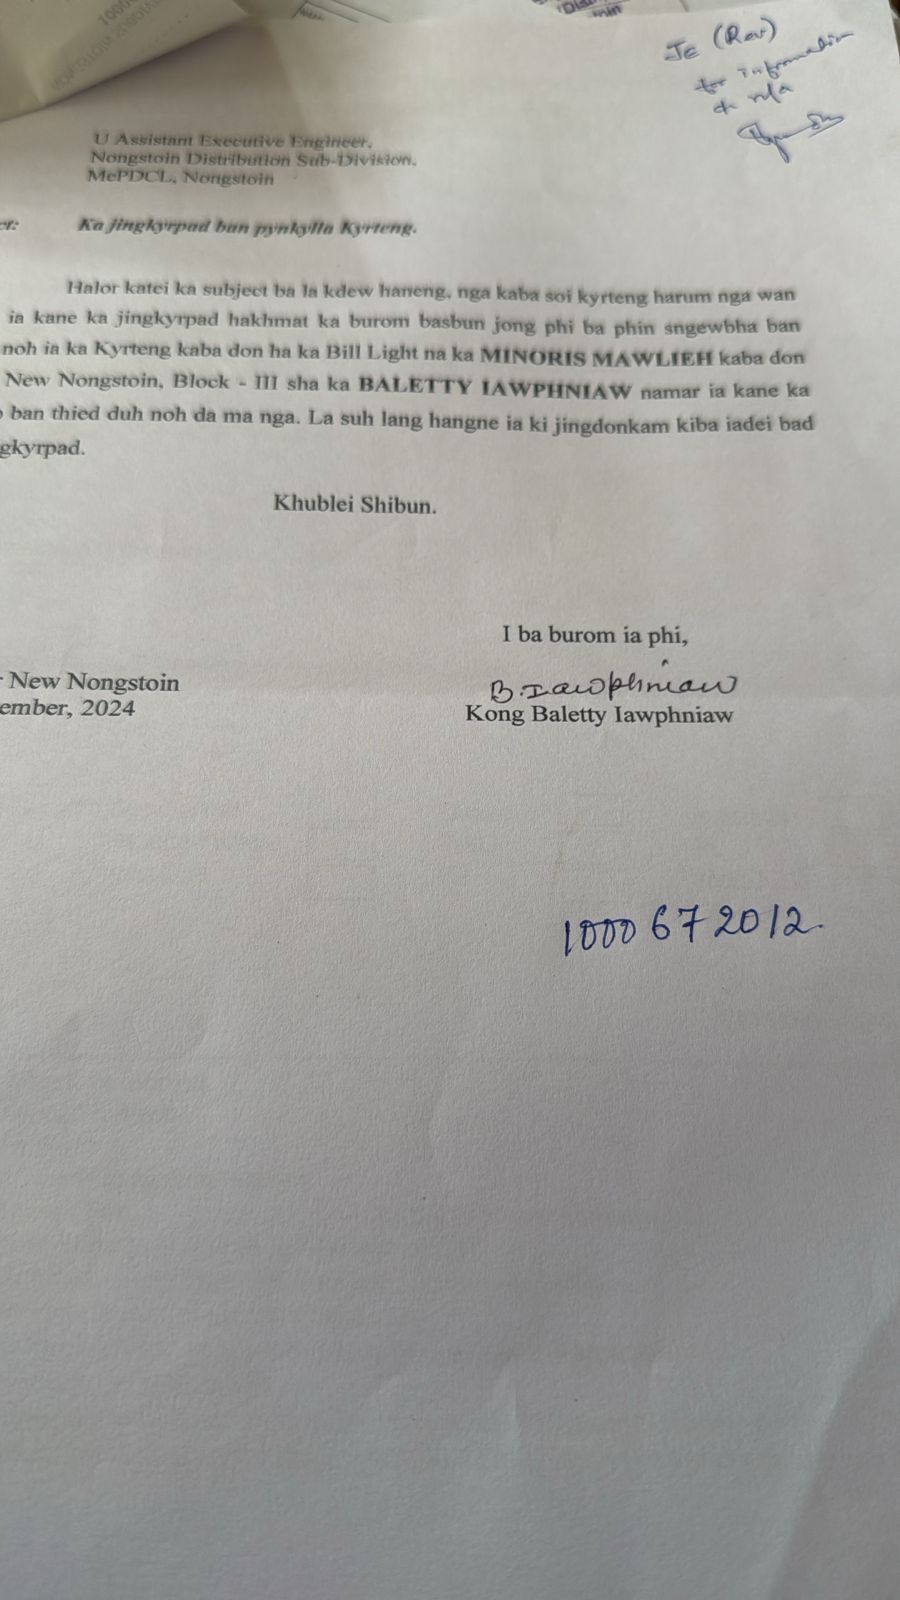 1000
Je (Rev)
for information
& n/a
U Assistant Executive Engineer,
Nongstoin Distribution Sub-Division,
MePDCL, Nongstoin
Ka jingkyrpad ban pynkylla Kyrteng.
Halor katei ka subject ba la kdew haneng, nga kaba soi kyrteng harum nga wan
ia kane ka jingkyrpad hakhmat ka burom basbun jong phi ba phin sngewbha ban
noh ia ka Kyrteng kaba don ha ka Bill Light na ka MINORIS MAWLIEH kaba don
New Nongstoin, Block - III sha ka BALETTY IAWPHNIAW namar ia kane ka
ban thied duh noh da ma nga. La suh lang hangne ia ki jingdonkam kiba iadei bad
gkyrpad.
Khublei Shibun.
I ba burom ia phi,
New Nongstoin
B. Iawphniaw
ember, 2024
Kong Baletty Iawphniaw
1000 672012